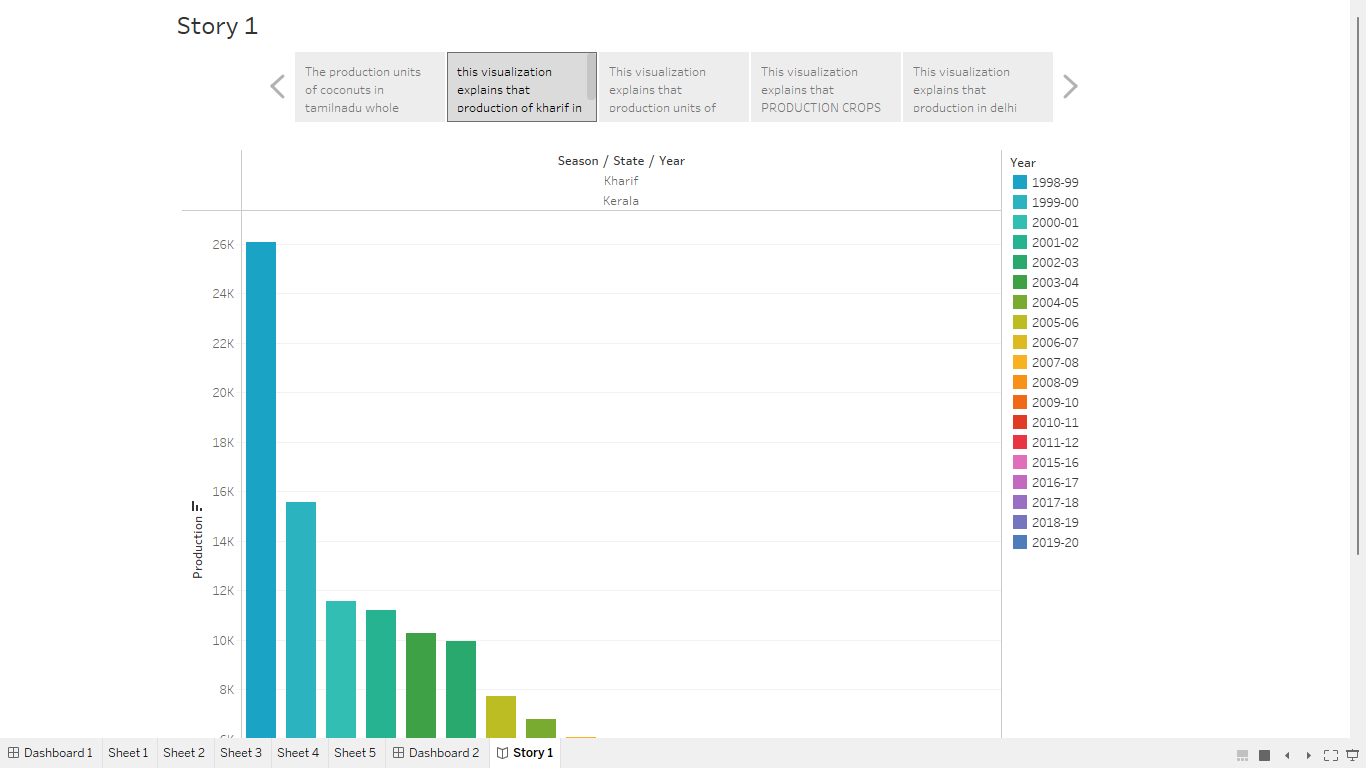 Story 1
The production units
of coconuts in
tamilnadu whole
this visualization
explains that
production of kharif in
This visualization
explains that
production units of
This visualization
explains that
PRODUCTION CROPS
This visualization
explains that
production in delhi
Season / State / Year
Kharif
Kerala
26K
24K
22K
20K
18K
16K
14K
12K
10K
8K
6K
Production
Year
1998-99
1999-00
2000-01
2001-02
2002-03
2003-04
2004-05
2005-06
2006-07
2007-08
2008-09
2009-10
2010-11
2011-12
2015-16
2016-17
2017-18
2018-19
2019-20
Dashboard 1 Sheet 1 Sheet 2 Sheet 3 Sheet 4 Sheet 5 Dashboard 2 Story 1